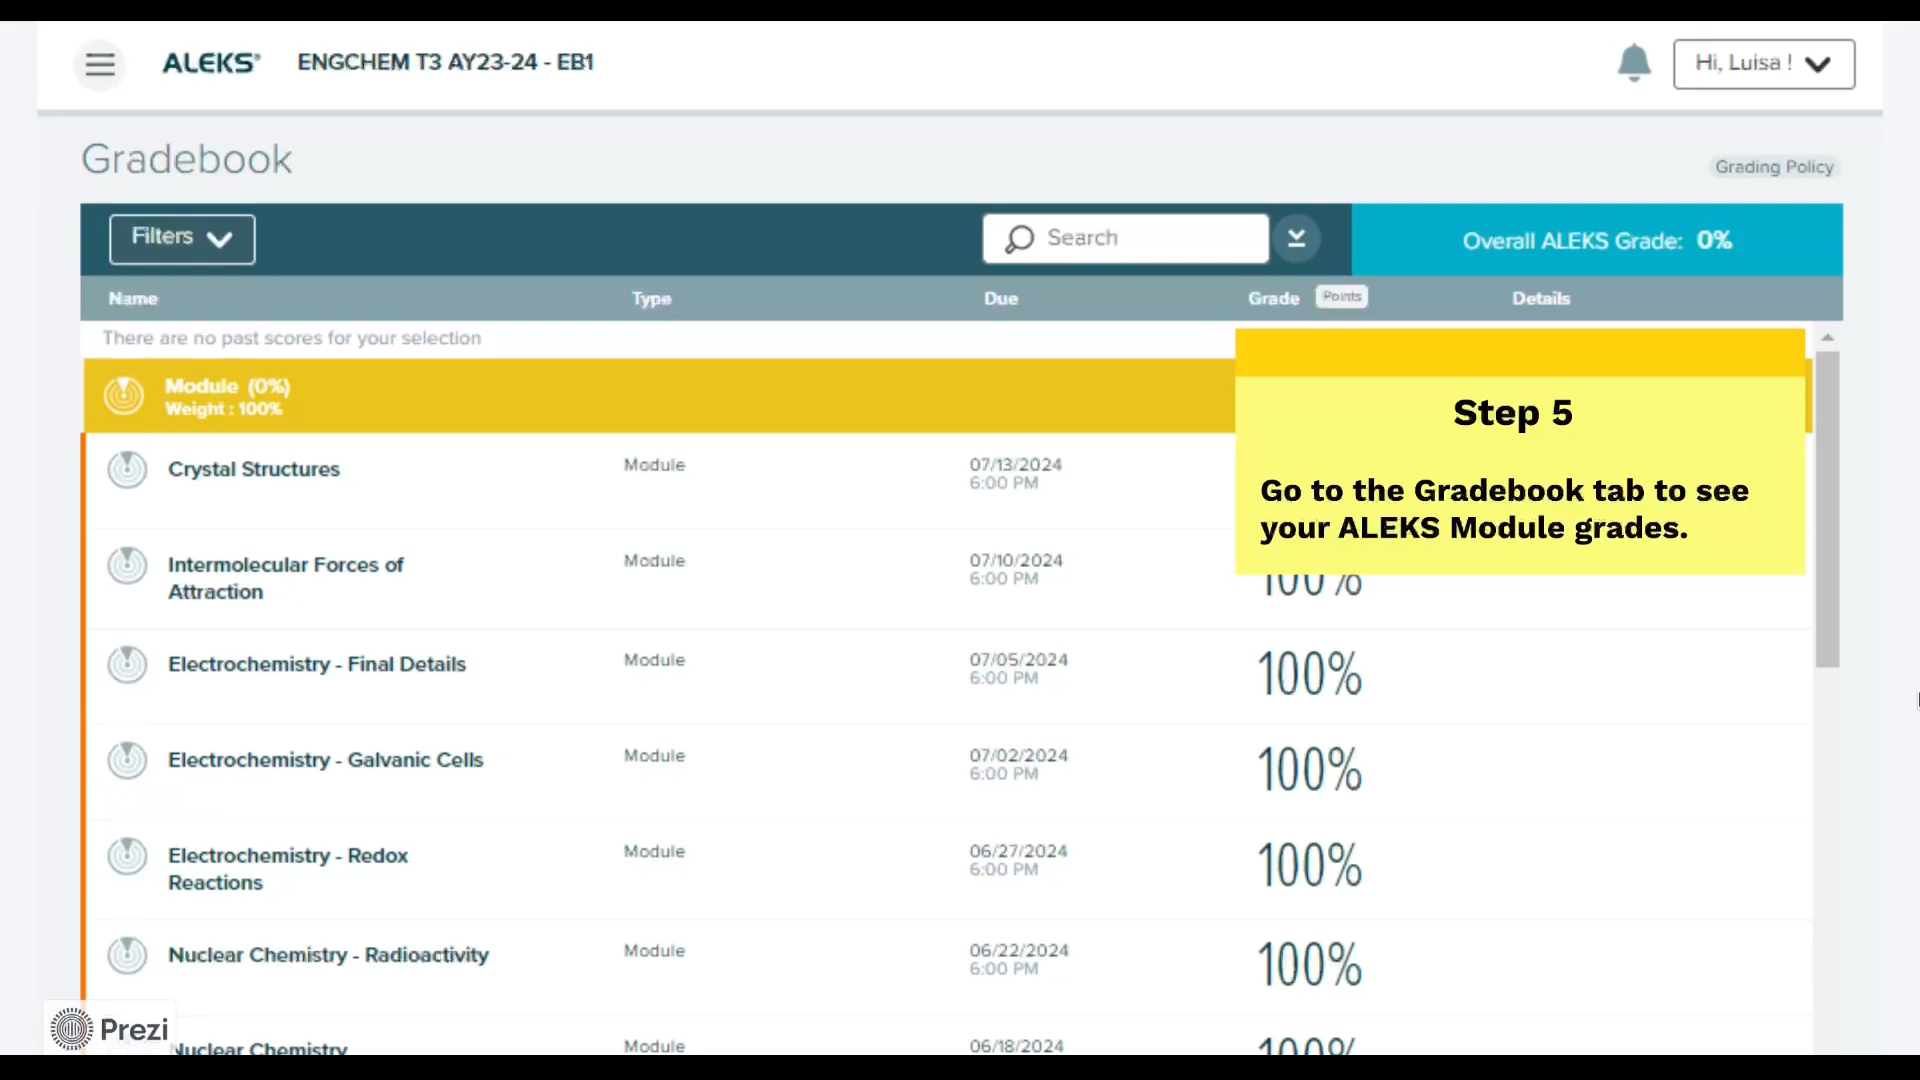 ALEKS® ENGCHEM T3 AY23-24 - EB1 Hi, Luisa !
Gradebook
Grading Policy
Filters Search Overall ALEKS Grade: 0%
Name Type Due Grade Points Details
There are no past scores for your selection
Module (0%)
Weight : 100%
Step 5
Go to the Gradebook tab to see
your ALEKS Module grades.
Crystal Structures Module 07/13/2024
6:00 PM
Intermolecular Forces of Module 07/10/2024
Attraction 6:00 PM 100%
Electrochemistry - Final Details Module 07/05/2024 100%
6:00 PM
Electrochemistry - Galvanic Cells Module 07/02/2024 100%
6:00 PM
Electrochemistry - Redox Module 06/27/2024 100%
Reactions 6:00 PM
Nuclear Chemistry - Radioactivity Module 06/22/2024 100%
6:00 PM
Prezi
Nuclear Chemistry Module 06/18/2024 100%